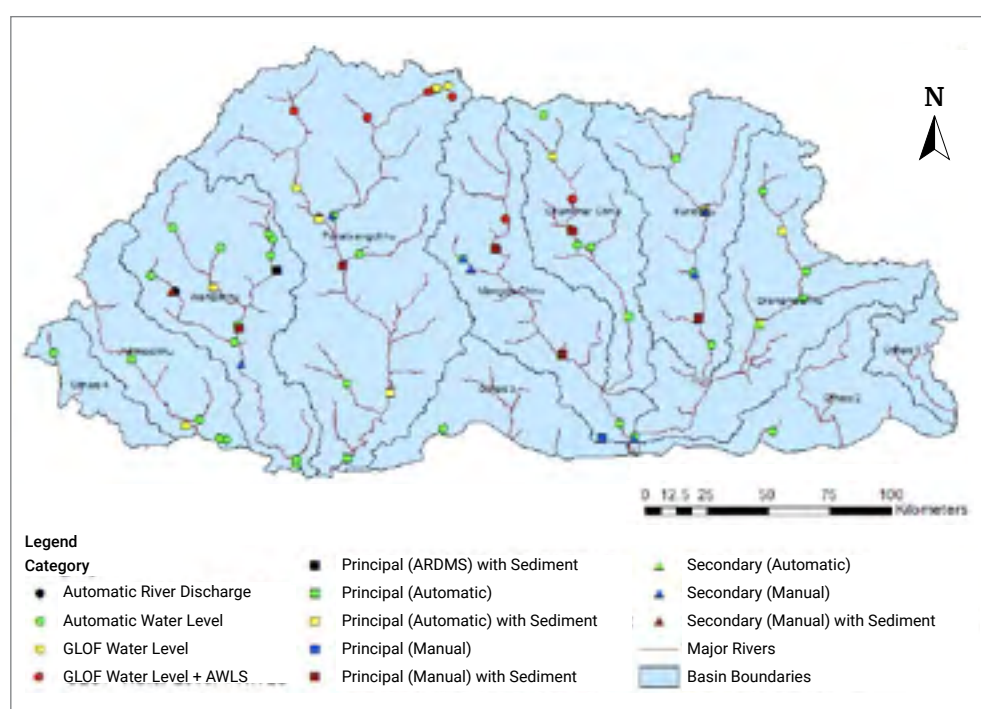 N
0 12.5 25 50 75 100
Kilometers
Legend
Category
Automatic River Discharge
Automatic Water Level
GLOF Water Level
GLOF Water Level + AWLS
Principal (ARDMS) with Sediment
Principal (Automatic)
Principal (Automatic) with Sediment
Principal (Manual)
Principal (Manual) with Sediment
Secondary (Automatic)
Secondary (Manual)
Secondary (Manual) with Sediment
Major Rivers
Basin Boundaries